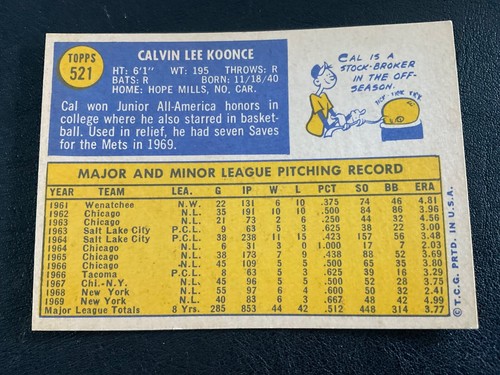 TOPPS
521
CALVIN LEE KOONCE
HT: 6'1" WT: 195 THROWS: R
BATS: R BORN: 11/18/40
HOME: HOPE MILLS, NO, CAR.
Cal won Junior All-America honors in
college where he also starred in basket-
ball. Used in relief, he had seven Saves
for the Mets in 1969.
CAL IS A
STOCK-BROKER
IN THE OFF-
SEASON.
MAJOR AND MINOR LEAGUE PITCHING RECORD
YEAR TEAM LEA. G IP W L PCT SO BB ERA
1961 Wenatchee N.W. 22 131 6 10 .375 74 46 4.81
1962 Chicago N.L. 35 191 10 10 .500 84 86 3.96
1963 Chicago N.L. 21 73 2 6 .250 44 32 4.56
1963 Salt Lake City P.C.L. 9 63 5 3 .625 38 22 3.00
1964 Salt Lake City P.C.L. 38 238 11 15 .423 157 56 3.48
1964 Chicago N.L. 6 31 3 0 1.000 17 7 2.03
1965 Chicago N.L. 38 173 7 9 .438 88 52 3.69
1966 Chicago N.L. 45 109 5 5 .500 65 35
1966 Tacoma P.C.L. 39 16 3.29
1967 Chi.-N.Y. N.L. 45 96 5 5 .500 52 28 3.75
1968 New York N.L. 55 97 6 4 .600 50 32 2.41
1969 New York N.L. 40 83 6 3 .667 48 42 4.99
Major League Totals 8 Yrs. 285 853 44 42 .512 448 314 3.77
© T.C.G. PRTD. IN U.S.A.